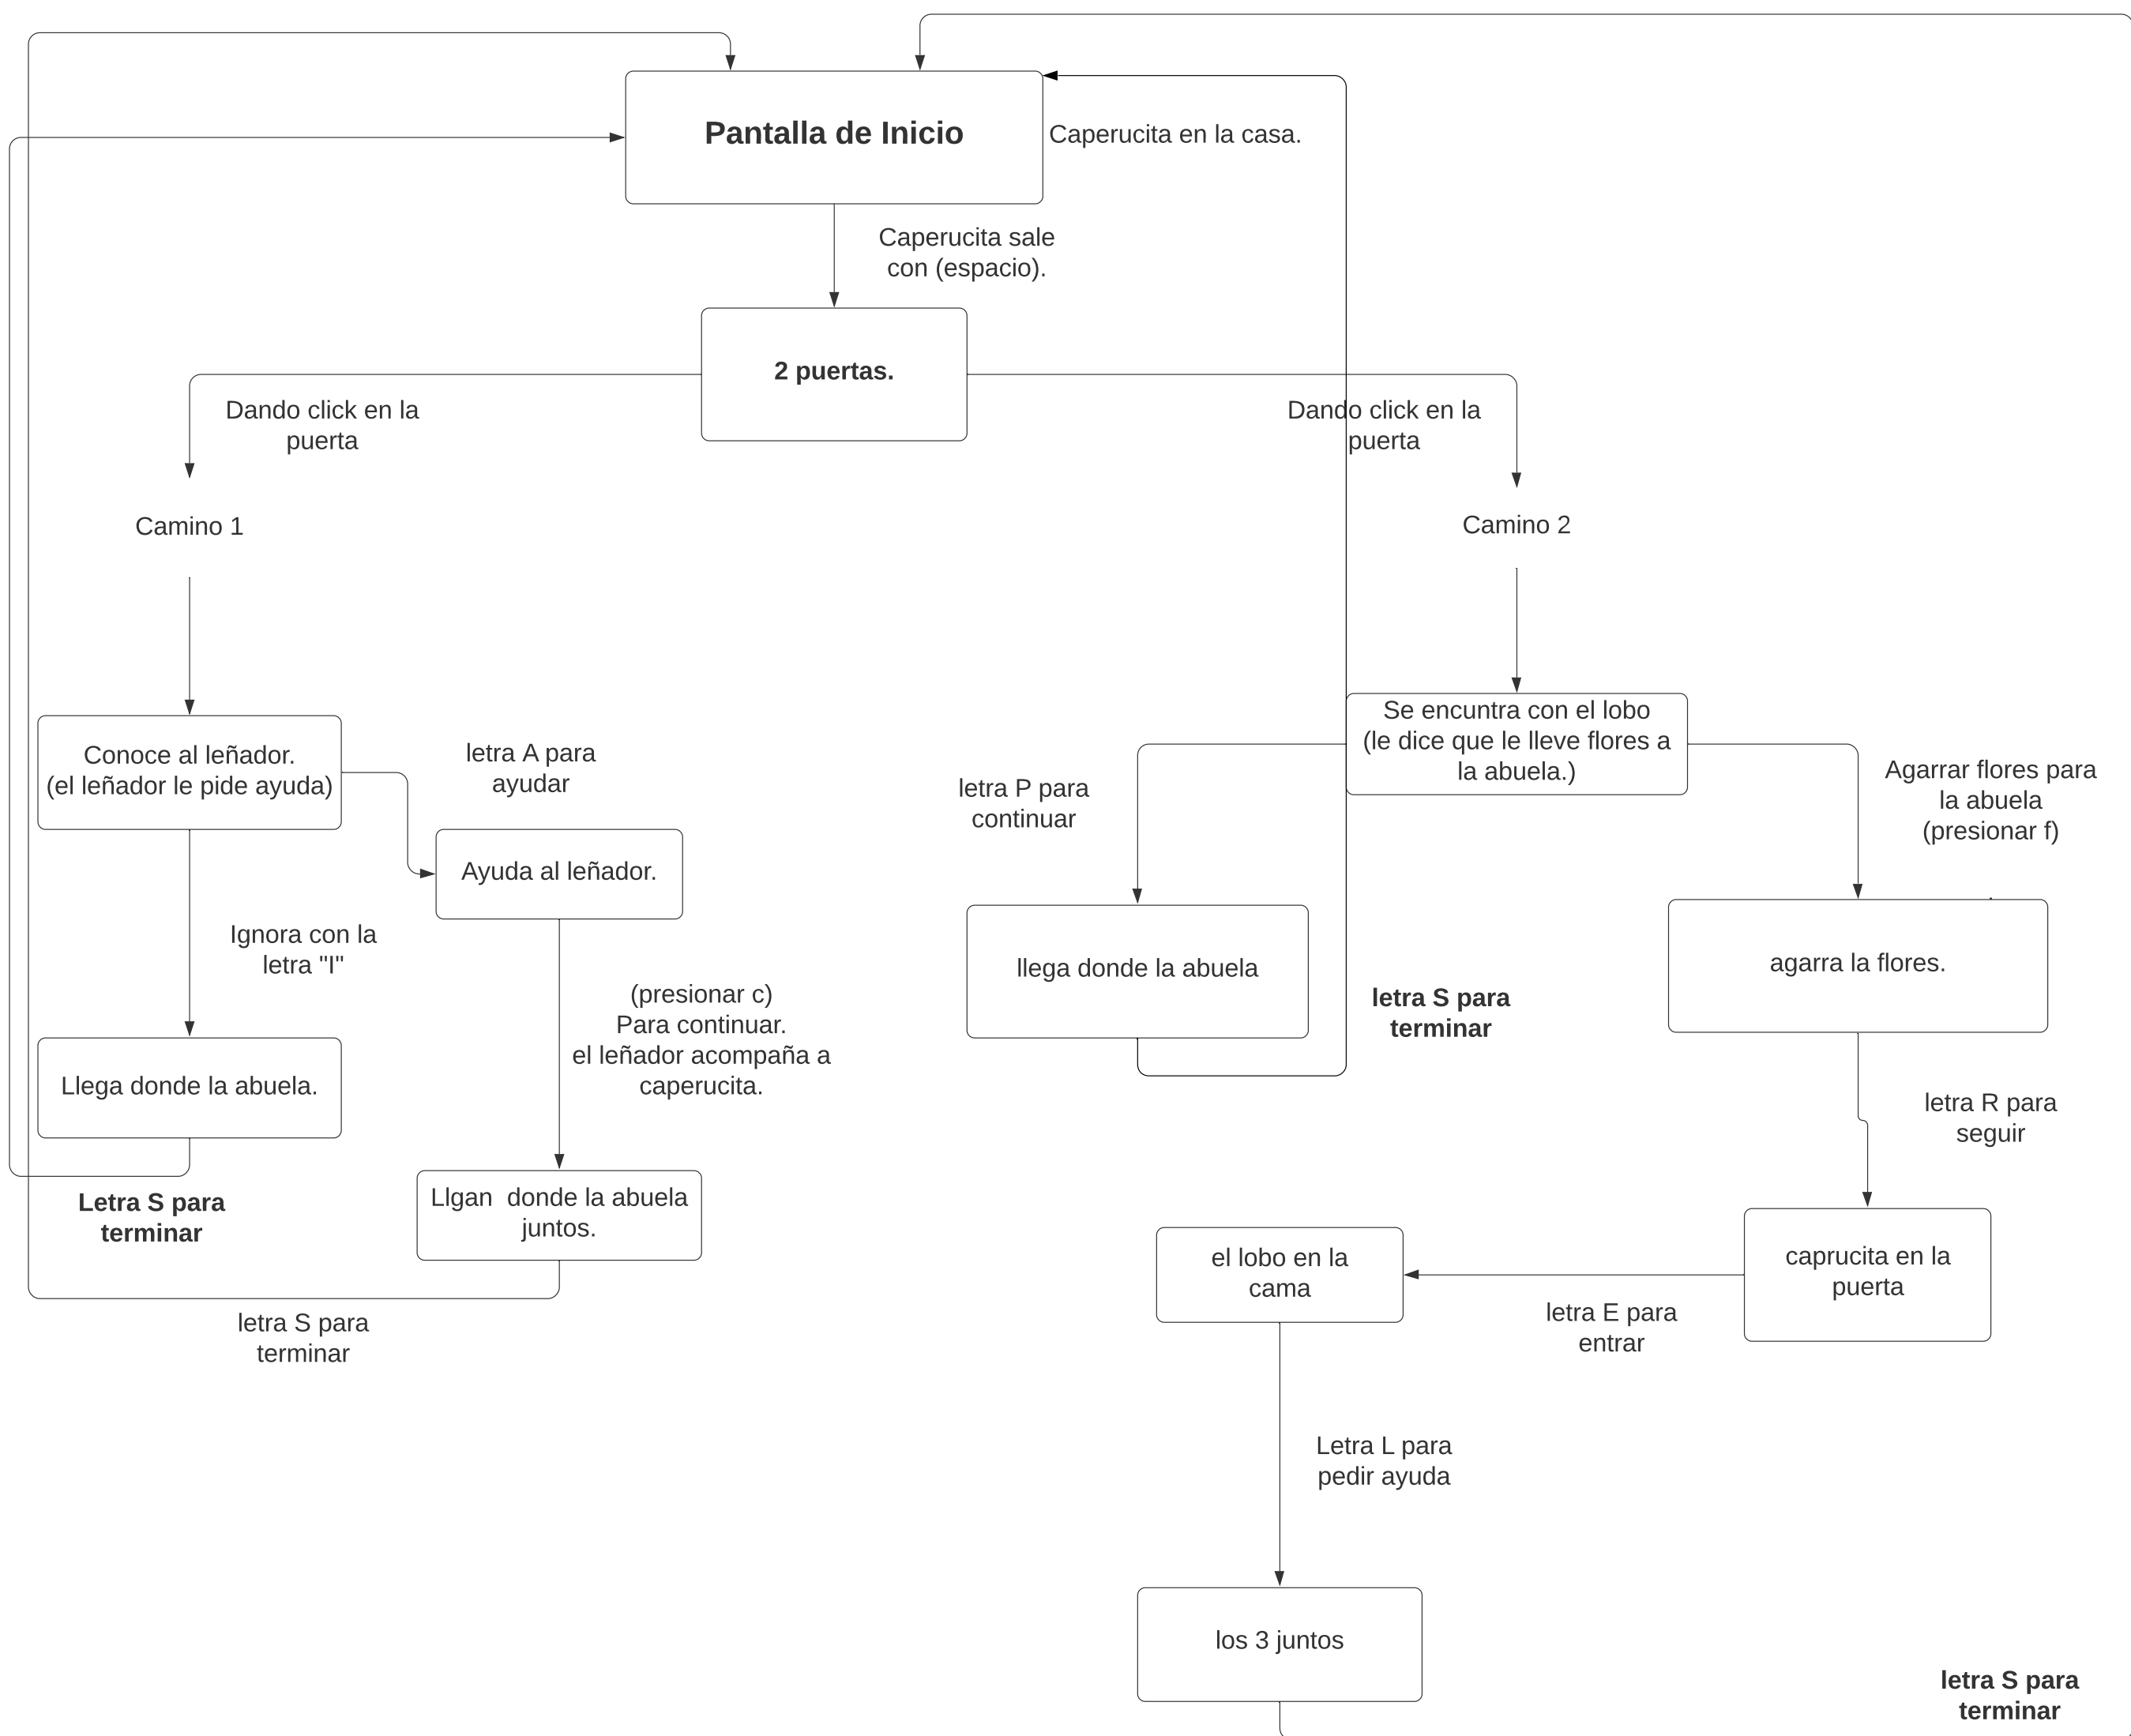 Pantalla de Inicio
Caperucita en la casa.
Caperucita sale
con (espacio).
2 puertas.
Dando click en la
puerta
Dando click en la
puerta
Camino 1
Camino 2
Conoce al leñador.
(el leñador le pide ayuda)
letra A para
ayudar
Ayuda al leñador.
Ignora con la
letra "I"
(presionar c)
Para continuar.
el leñador acompaña a
caperucita.
Llega donde la abuela.
Letra S para
terminar
Llgan  donde la abuela
juntos.
letra S para
terminar
Se encuntra con el lobo
(le dice que le lleve flores a
la abuela.)
letra P para
continuar
Agarrar flores para
la abuela
(presionar f)
llega donde la abuela
letra S para
terminar
agarra la flores.
letra R para
seguir
caprucita en la
puerta
letra E para
entrar
el lobo en la
cama
Letra L para
pedir ayuda
los 3 juntos
letra S para
terminar